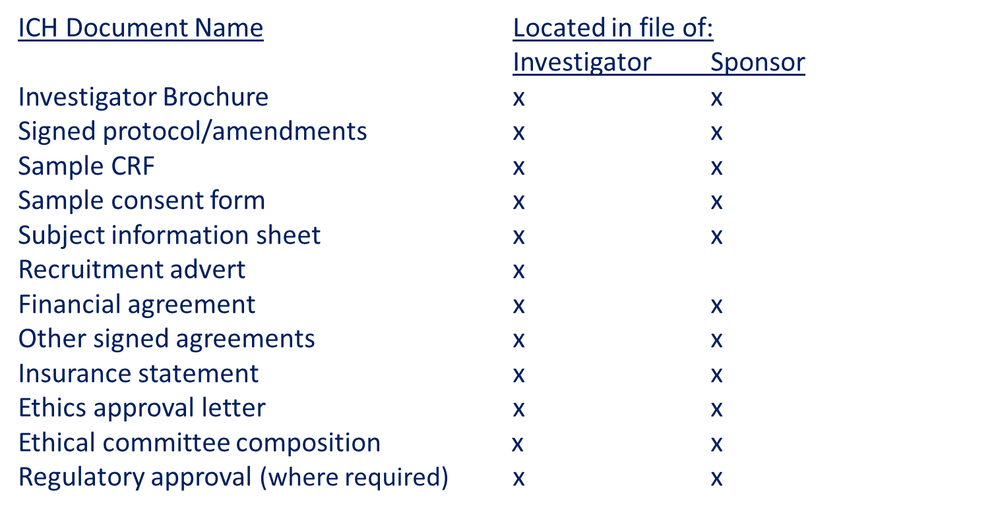 ICH Document Name Located in file of:
Investigator Sponsor
Investigator Brochure x x
Signed protocol/amendments x x
Sample CRF x x
Sample consent form x x
Subject information sheet x x
Recruitment advert x
Financial agreement x x
Other signed agreements x x
Insurance statement x x
Ethics approval letter x x
Ethical committee composition x x
Regulatory approval (where required) x x